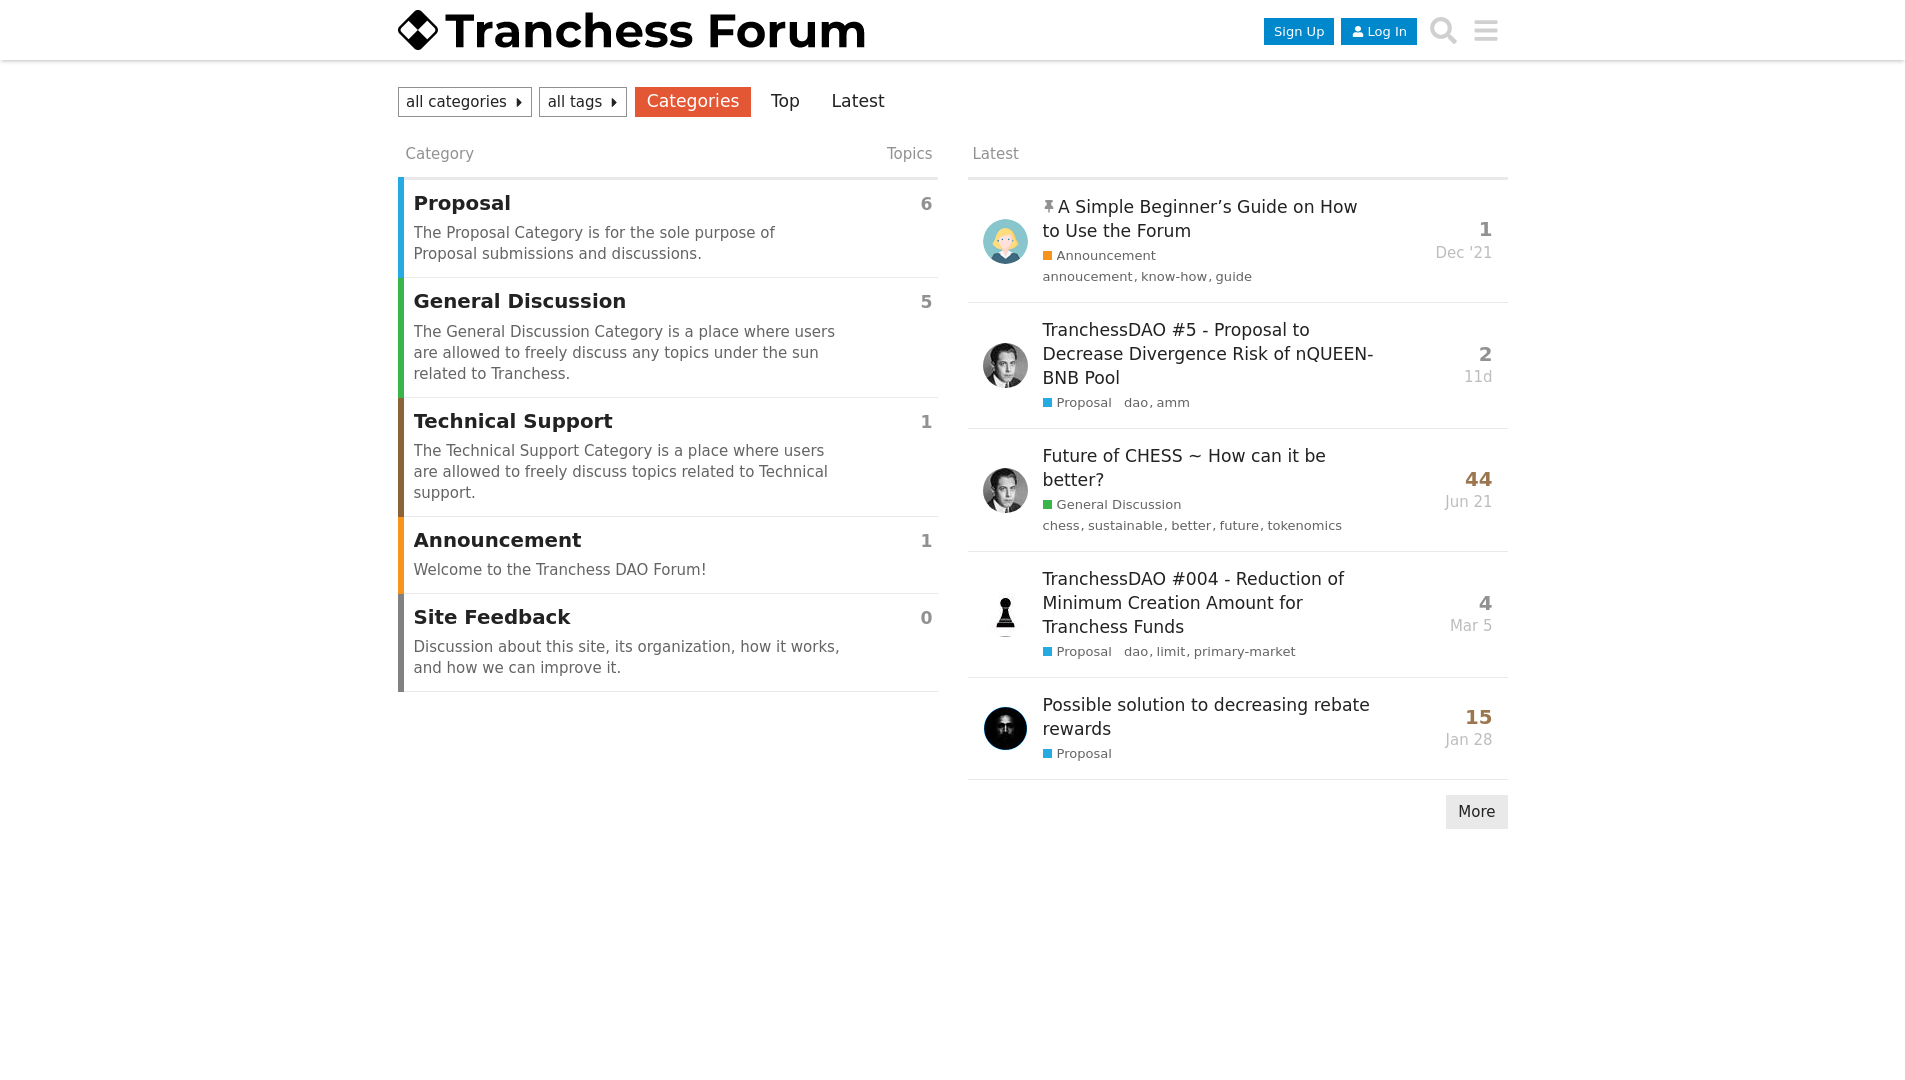 Tranchess Forum
Sign Up
Log In
all categories
all tags
Categories
Top
Latest
Category
Topics
Proposal
6
The Proposal Category is for the sole purpose of
Proposal submissions and discussions.
General Discussion
5
The General Discussion Category is a place where users
are allowed to freely discuss any topics under the sun
related to Tranchess.
Technical Support
1
The Technical Support Category is a place where users
are allowed to freely discuss topics related to Technical
support.
Announcement
1
Welcome to the Tranchess DAO Forum!
Site Feedback
0
Discussion about this site, its organization, how it works,
and how we can improve it.
Latest
A Simple Beginner’s Guide on How
to Use the Forum
Announcement
annoucement, know-how, guide
1
Dec '21
TranchessDAO #5 - Proposal to
Decrease Divergence Risk of nQUEEN-
BNB Pool
Proposal dao, amm
2
11d
Future of CHESS ~ How can it be
better?
General Discussion
chess, sustainable, better, future, tokenomics
44
Jun 21
TranchessDAO #004 - Reduction of
Minimum Creation Amount for
Tranchess Funds
Proposal dao, limit, primary-market
4
Mar 5
Possible solution to decreasing rebate
rewards
Proposal
15
Jan 28
More